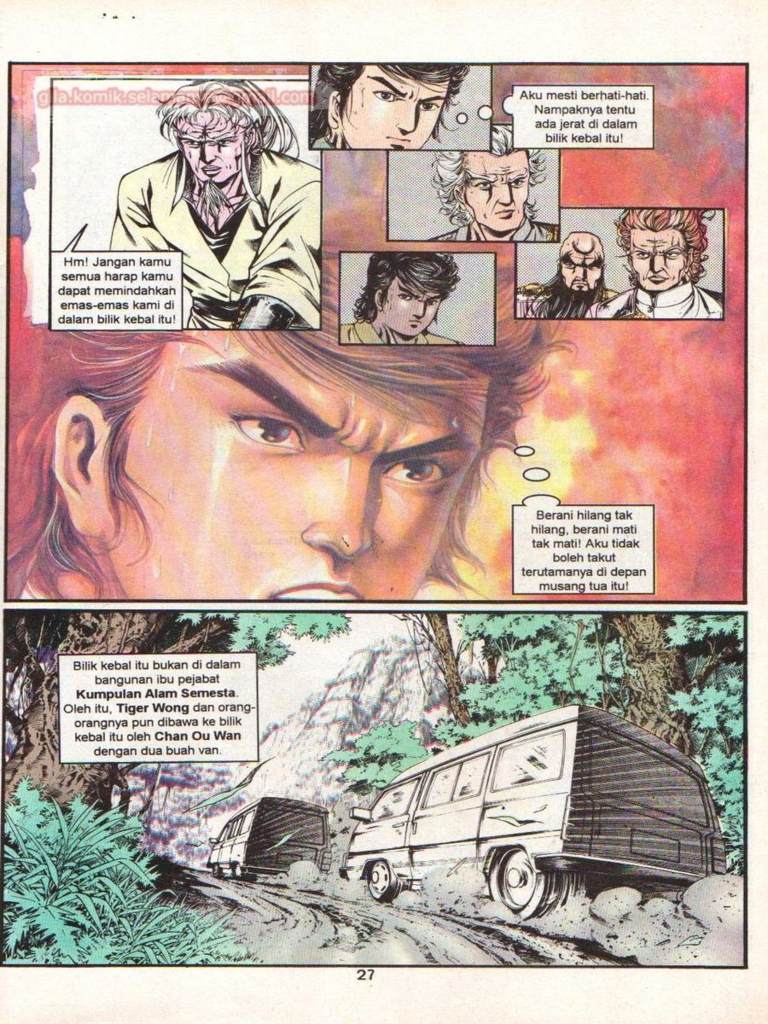 gila.komik.selamanya@gmail.com
Hm! Jangan kamu
semua harap kamu
dapat memindahkan
emas-emas kami di
dalam bilik kebal itu!
Aku mesti berhati-hati.
Nampaknya tentu
ada jerat di dalam
bilik kebal itu!
Berani hilang tak
hilang, berani mati
tak mati! Aku tidak
boleh takut
terutamanya di depan
musang tua itu!
Bilik kebal itu bukan di dalam
bangunan ibu pejabat
Kumpulan Alam Semesta.
Oleh itu, Tiger Wong dan orang-
orangnya pun dibawa ke bilik
kebal itu oleh Chan Ou Wan
dengan dua buah van.
27